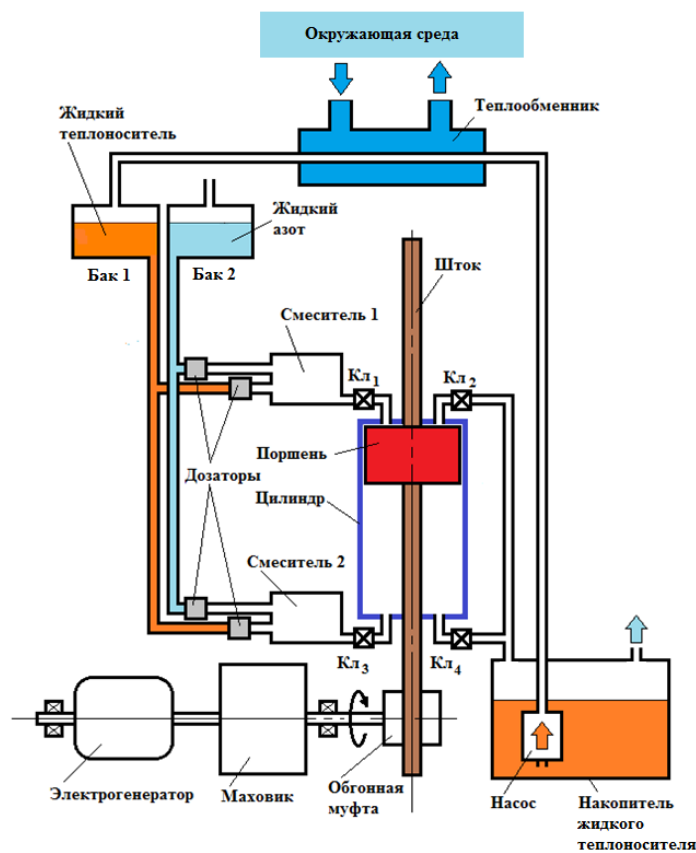 Окружающая среда
Теплообменник
Жидкий
теплоноситель
Жидкий
азот
Бак 1
Бак 2
Шток
Смеситель 1
Кл1
Кл2
Поршень
Дозаторы
Цилиндр
Смеситель 2
Кл3
Кл4
Электрогенератор
Маховик
Обгонная
муфта
Насос
Накопитель
жидкого
теплоносителя